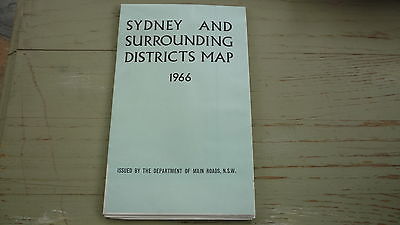 SYDNEY AND
SURROUNDING
DISTRICTS MAP
1966
ISSUED BY THE DEPARTMENT OF MAIN ROADS, N.S.W.